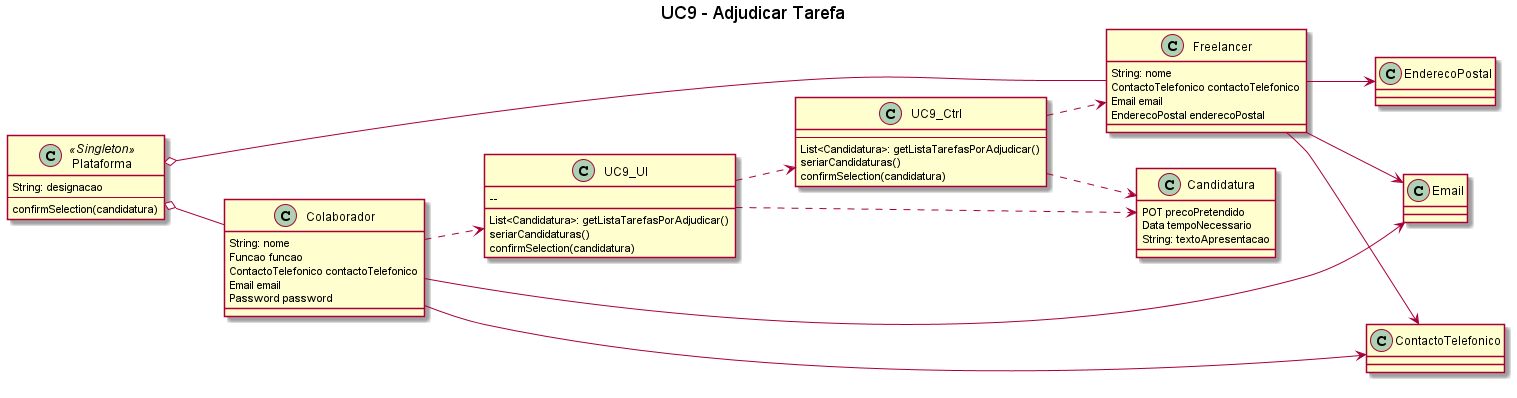 UC9 - Adjudicar Tarefa
C
«Singleton»
Plataforma
String: designacao
confirmSelection(candidatura)
C Colaborador
String: nome
Funcao funcao
ContactoTelefonico contactoTelefonico
Email email
Password password
C UC9_UI
--
List<Candidatura>: getListaTarefasPorAdjudicar()
seriarCandidaturas()
confirmSelection(candidatura)
C UC9_Ctrl
List<Candidatura>: getListaTarefasPorAdjudicar()
seriarCandidaturas()
confirmSelection(candidatura)
C Freelancer
String: nome
ContactoTelefonico contactoTelefonico
Email email
EnderecoPostal enderecoPostal
C Candidatura
POT precoPretendido
Data tempoNecessario
String: textoApresentacao
C EnderecoPostal
C Email
C ContactoTelefonico